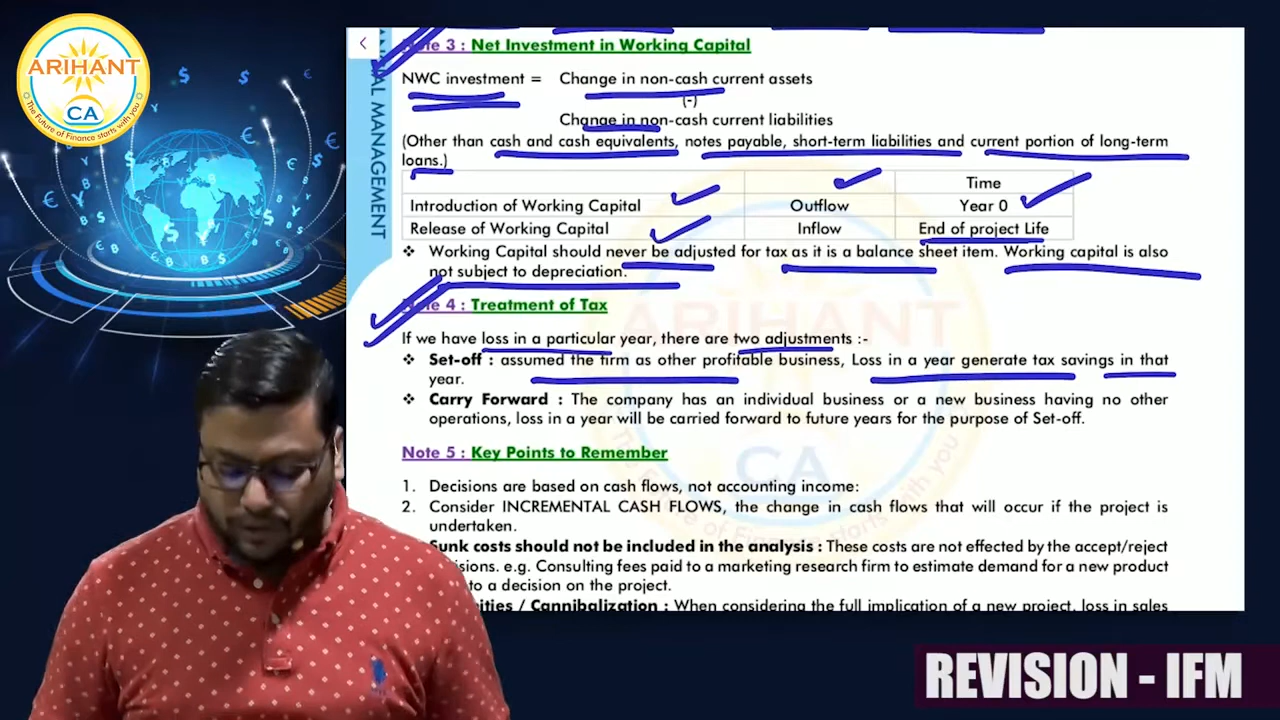 ARIHANT
CA
The Future of Finance starts with you
AL MANAGEMENT
Note 3 : Net Investment in Working Capital
NWC investment = Change in non-cash current assets
(-)
Change in non-cash current liabilities
(Other than cash and cash equivalents, notes payable, short-term liabilities and current portion of long-term
loans.)
Time
Introduction of Working Capital Outflow Year 0
Release of Working Capital Inflow End of project Life
❖ Working Capital should never be adjusted for tax as it is a balance sheet item. Working capital is also
not subject to depreciation.
Note 4 : Treatment of Tax
If we have loss in a particular year, there are two adjustments :-
❖ Set-off : assumed the firm as other profitable business, Loss in a year generate tax savings in that
year.
❖ Carry Forward : The company has an individual business or a new business having no other
operations, loss in a year will be carried forward to future years for the purpose of Set-off.
Note 5 : Key Points to Remember
1. Decisions are based on cash flows, not accounting income:
2. Consider INCREMENTAL CASH FLOWS, the change in cash flows that will occur if the project is
undertaken.
Sunk costs should not be included in the analysis : These costs are not effected by the accept/reject
isions. e.g. Consulting fees paid to a marketing research firm to estimate demand for a new product
to a decision on the project.
ities / Cannibalization : When considering the full implication of a new project, loss in sales
ARIHANT
CA
REVISION - IFM